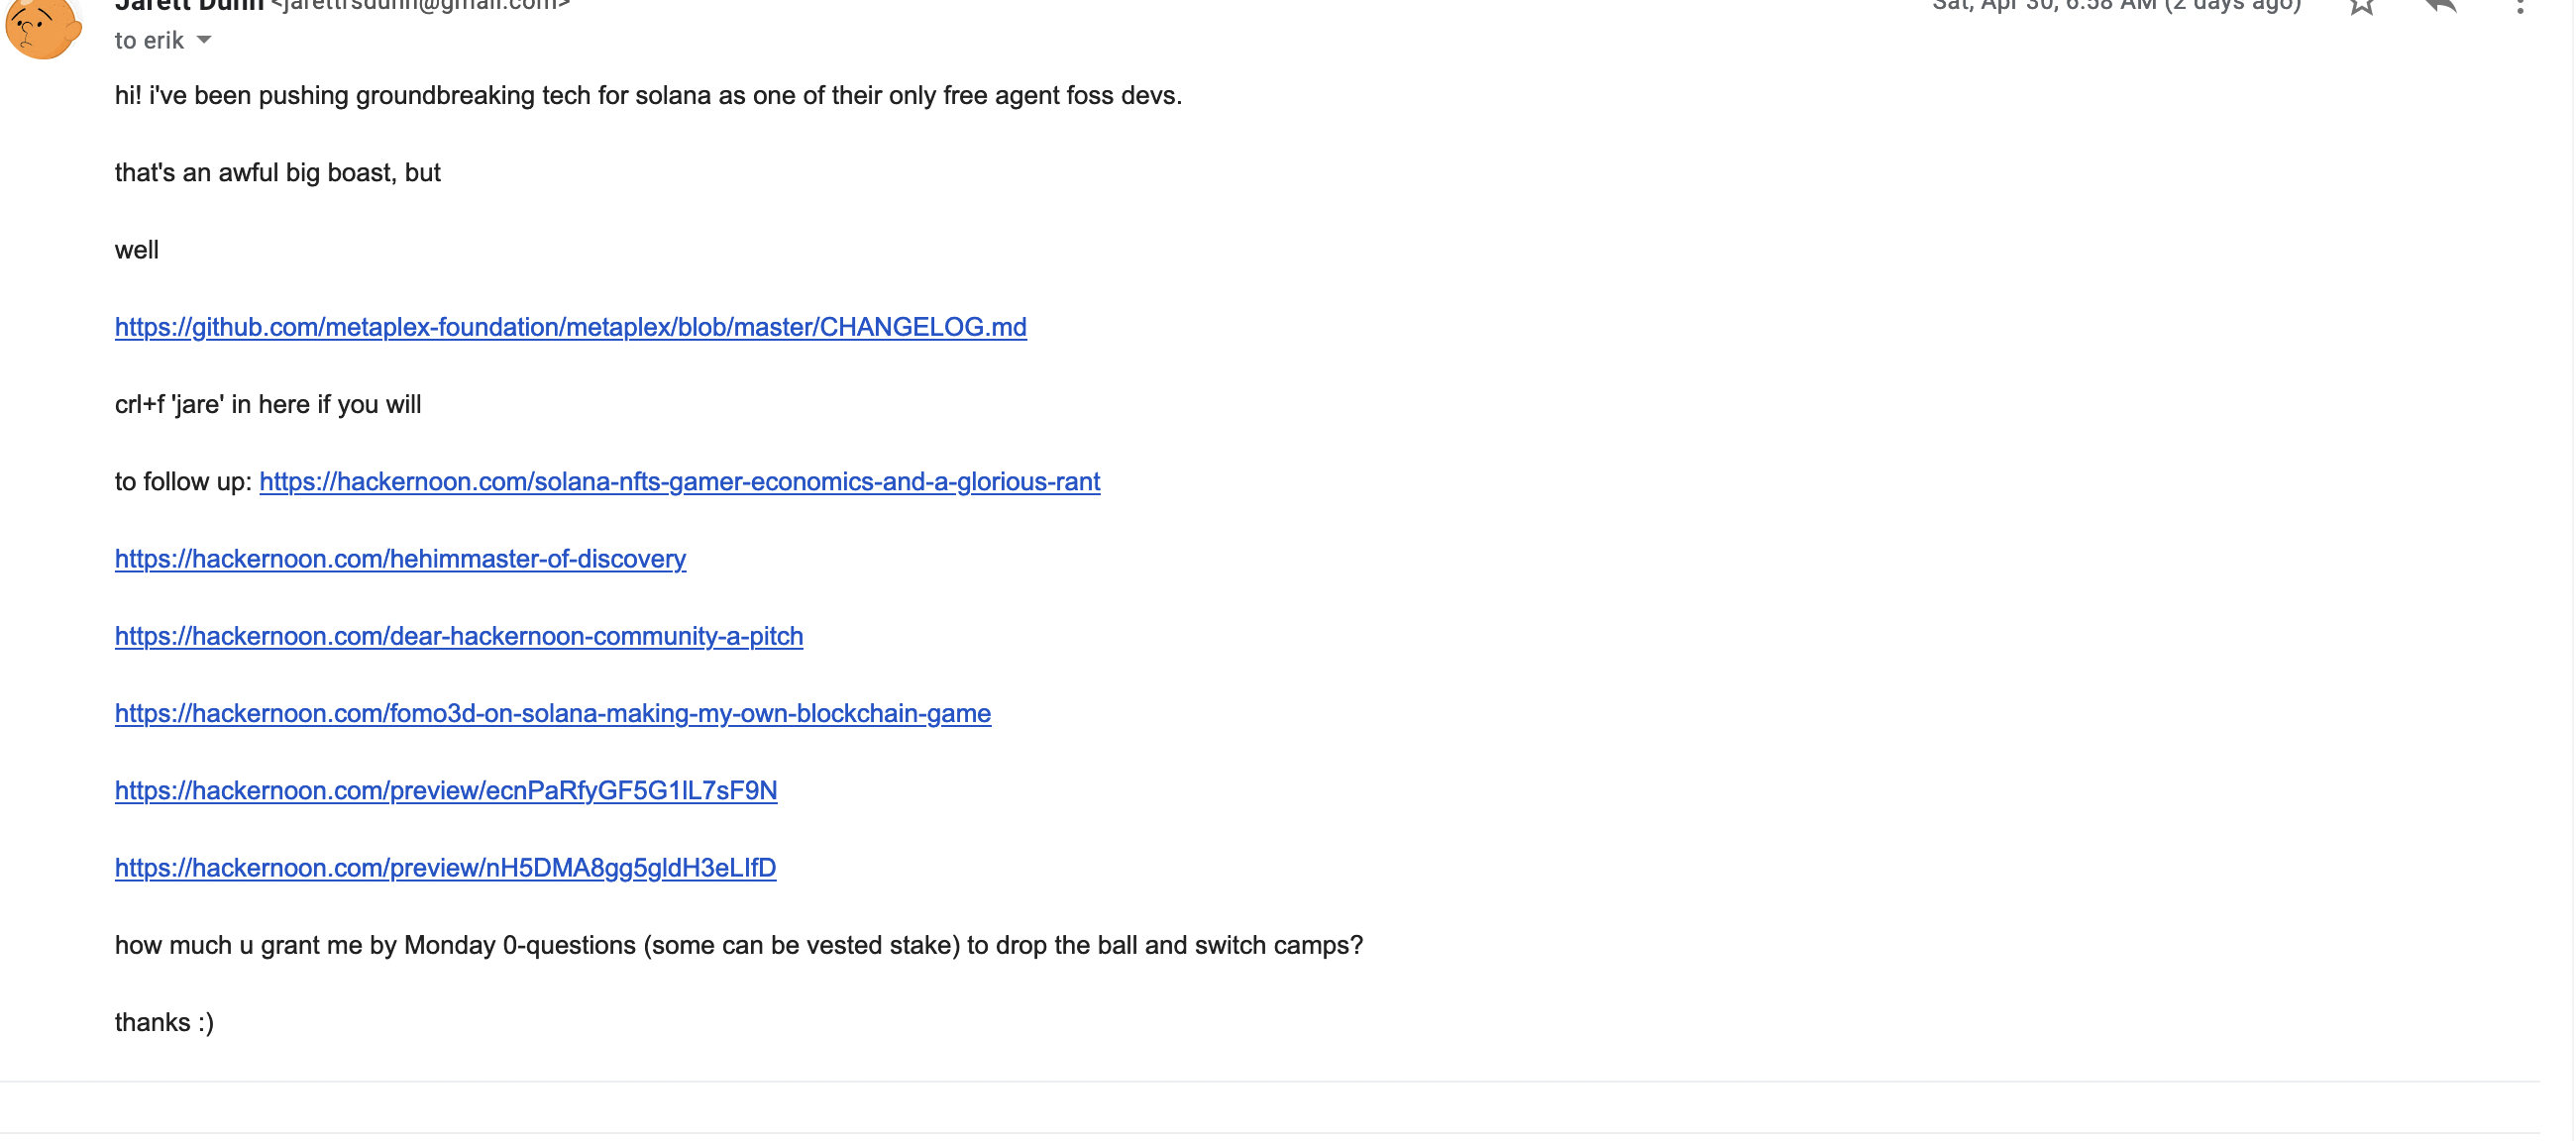 Jarett Dunn <jarettrsdunn@gmail.com>
Sat, Apr 30, 6:58 AM (2 days ago)
to erik
hi! i've been pushing groundbreaking tech for solana as one of their only free agent foss devs.
that's an awful big boast, but
well
https://github.com/metaplex-foundation/metaplex/blob/master/CHANGELOG.md
crl+f 'jare' in here if you will
to follow up: https://hackernoon.com/solana-nfts-gamer-economics-and-a-glorious-rant
https://hackernoon.com/hehimmaster-of-discovery
https://hackernoon.com/dear-hackernoon-community-a-pitch
https://hackernoon.com/fomo3d-on-solana-making-my-own-blockchain-game
https://hackernoon.com/preview/ecnPaRfyGF5G1lL7sF9N
https://hackernoon.com/preview/nH5DMA8gg5gldH3eLlfD
how much u grant me by Monday 0-questions (some can be vested stake) to drop the ball and switch camps?
thanks :)